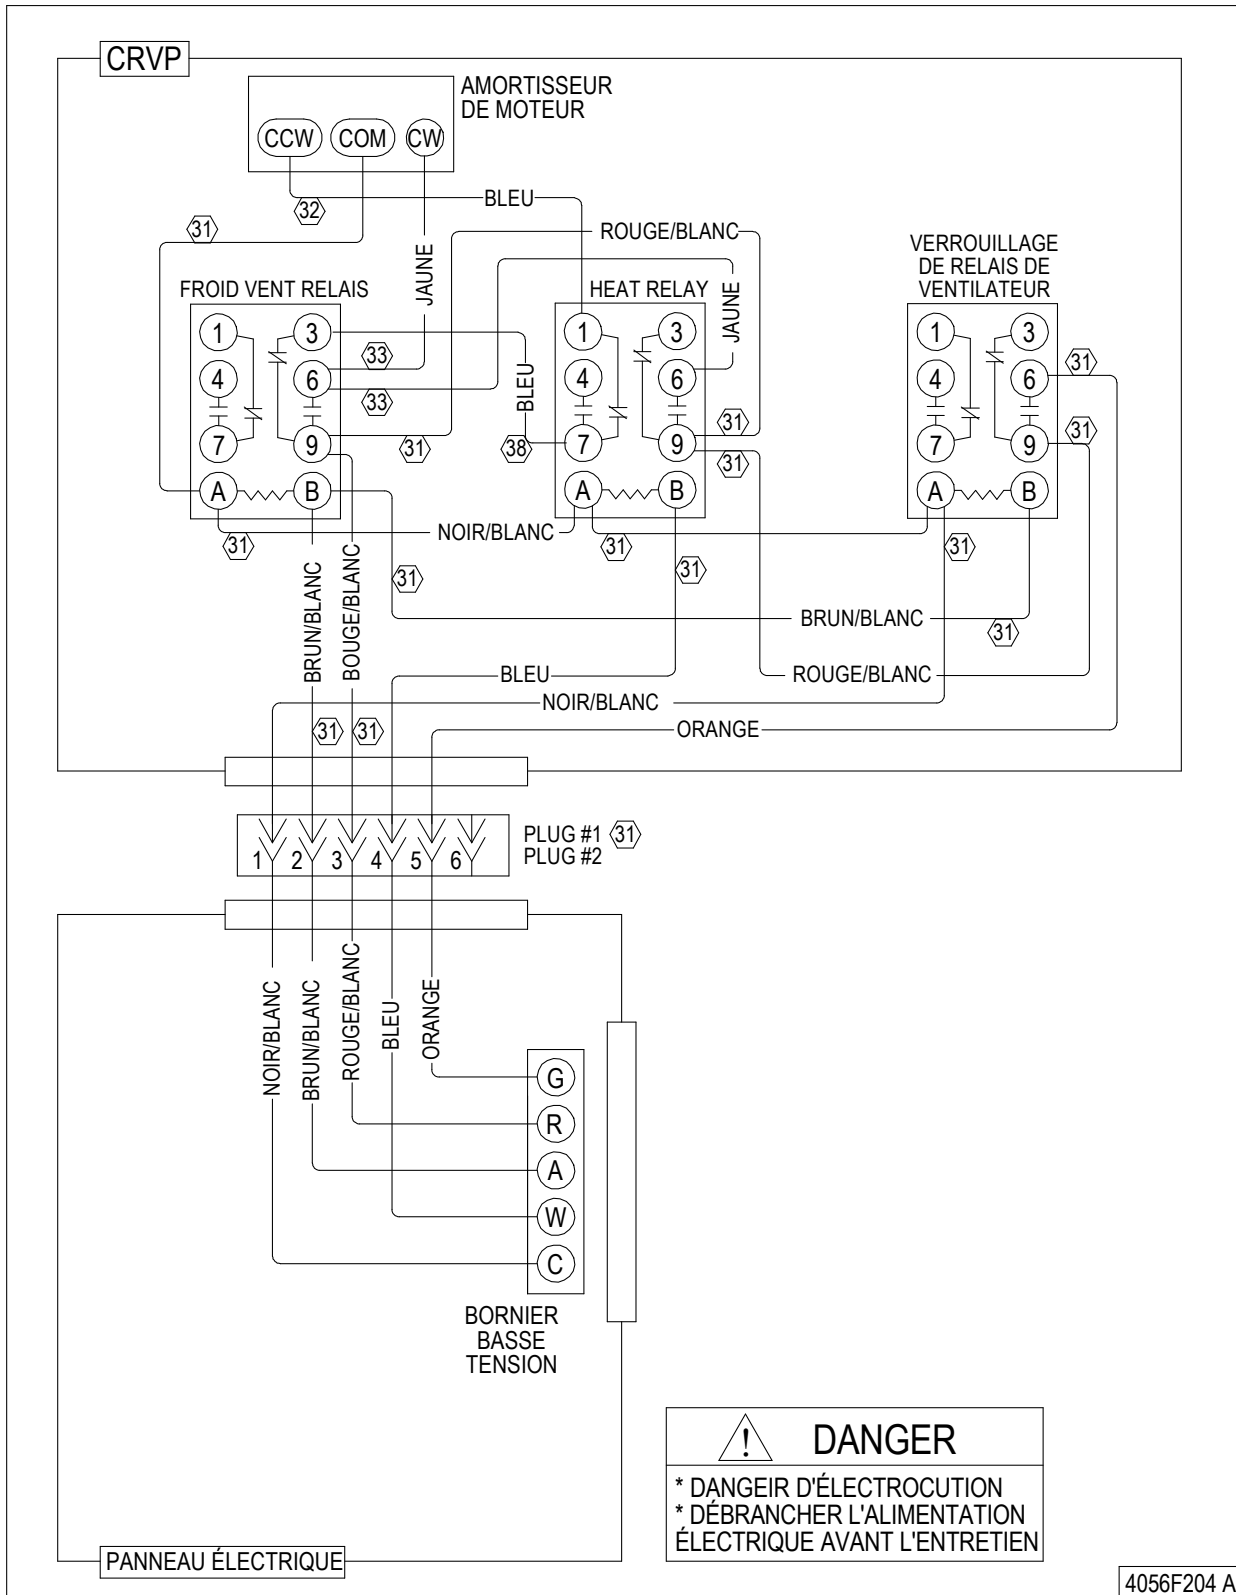 CRVP
AMORTISSEUR
DE MOTEUR
CCW COM CW
32
BLEU
31
ROUGE/BLANC
JAUNE
JAUNE
VERROUILLAGE
DE RELAIS DE
VENTILATEUR
FROID VENT RELAIS
HEAT RELAY
1 3
4 6
7 9
A B
33
33
31
BLEU
38
1 3
4 6
7 9
A B
31
31
1 3
4 6
7 9
A B
31
31
31
NOIR/BLANC
31
31
31
31
BRUN/BLANC
BOUGE/BLANC
BRUN/BLANC
31
BLEU
ROUGE/BLANC
NOIR/BLANC
31
31
ORANGE
1 2 3 4 5 6
PLUG #1 31
PLUG #2
NOIR/BLANC
BRUN/BLANC
ROUGE/BLANC
BLEU
ORANGE
G
R
A
W
C
BORNIER
BASSE
TENSION
! DANGER
* DANGEIR D'ÉLECTROCUTION
* DÉBRANCHER L'ALIMENTATION
ÉLECTRIQUE AVANT L'ENTRETIEN
PANNEAU ÉLECTRIQUE
4056F204 A